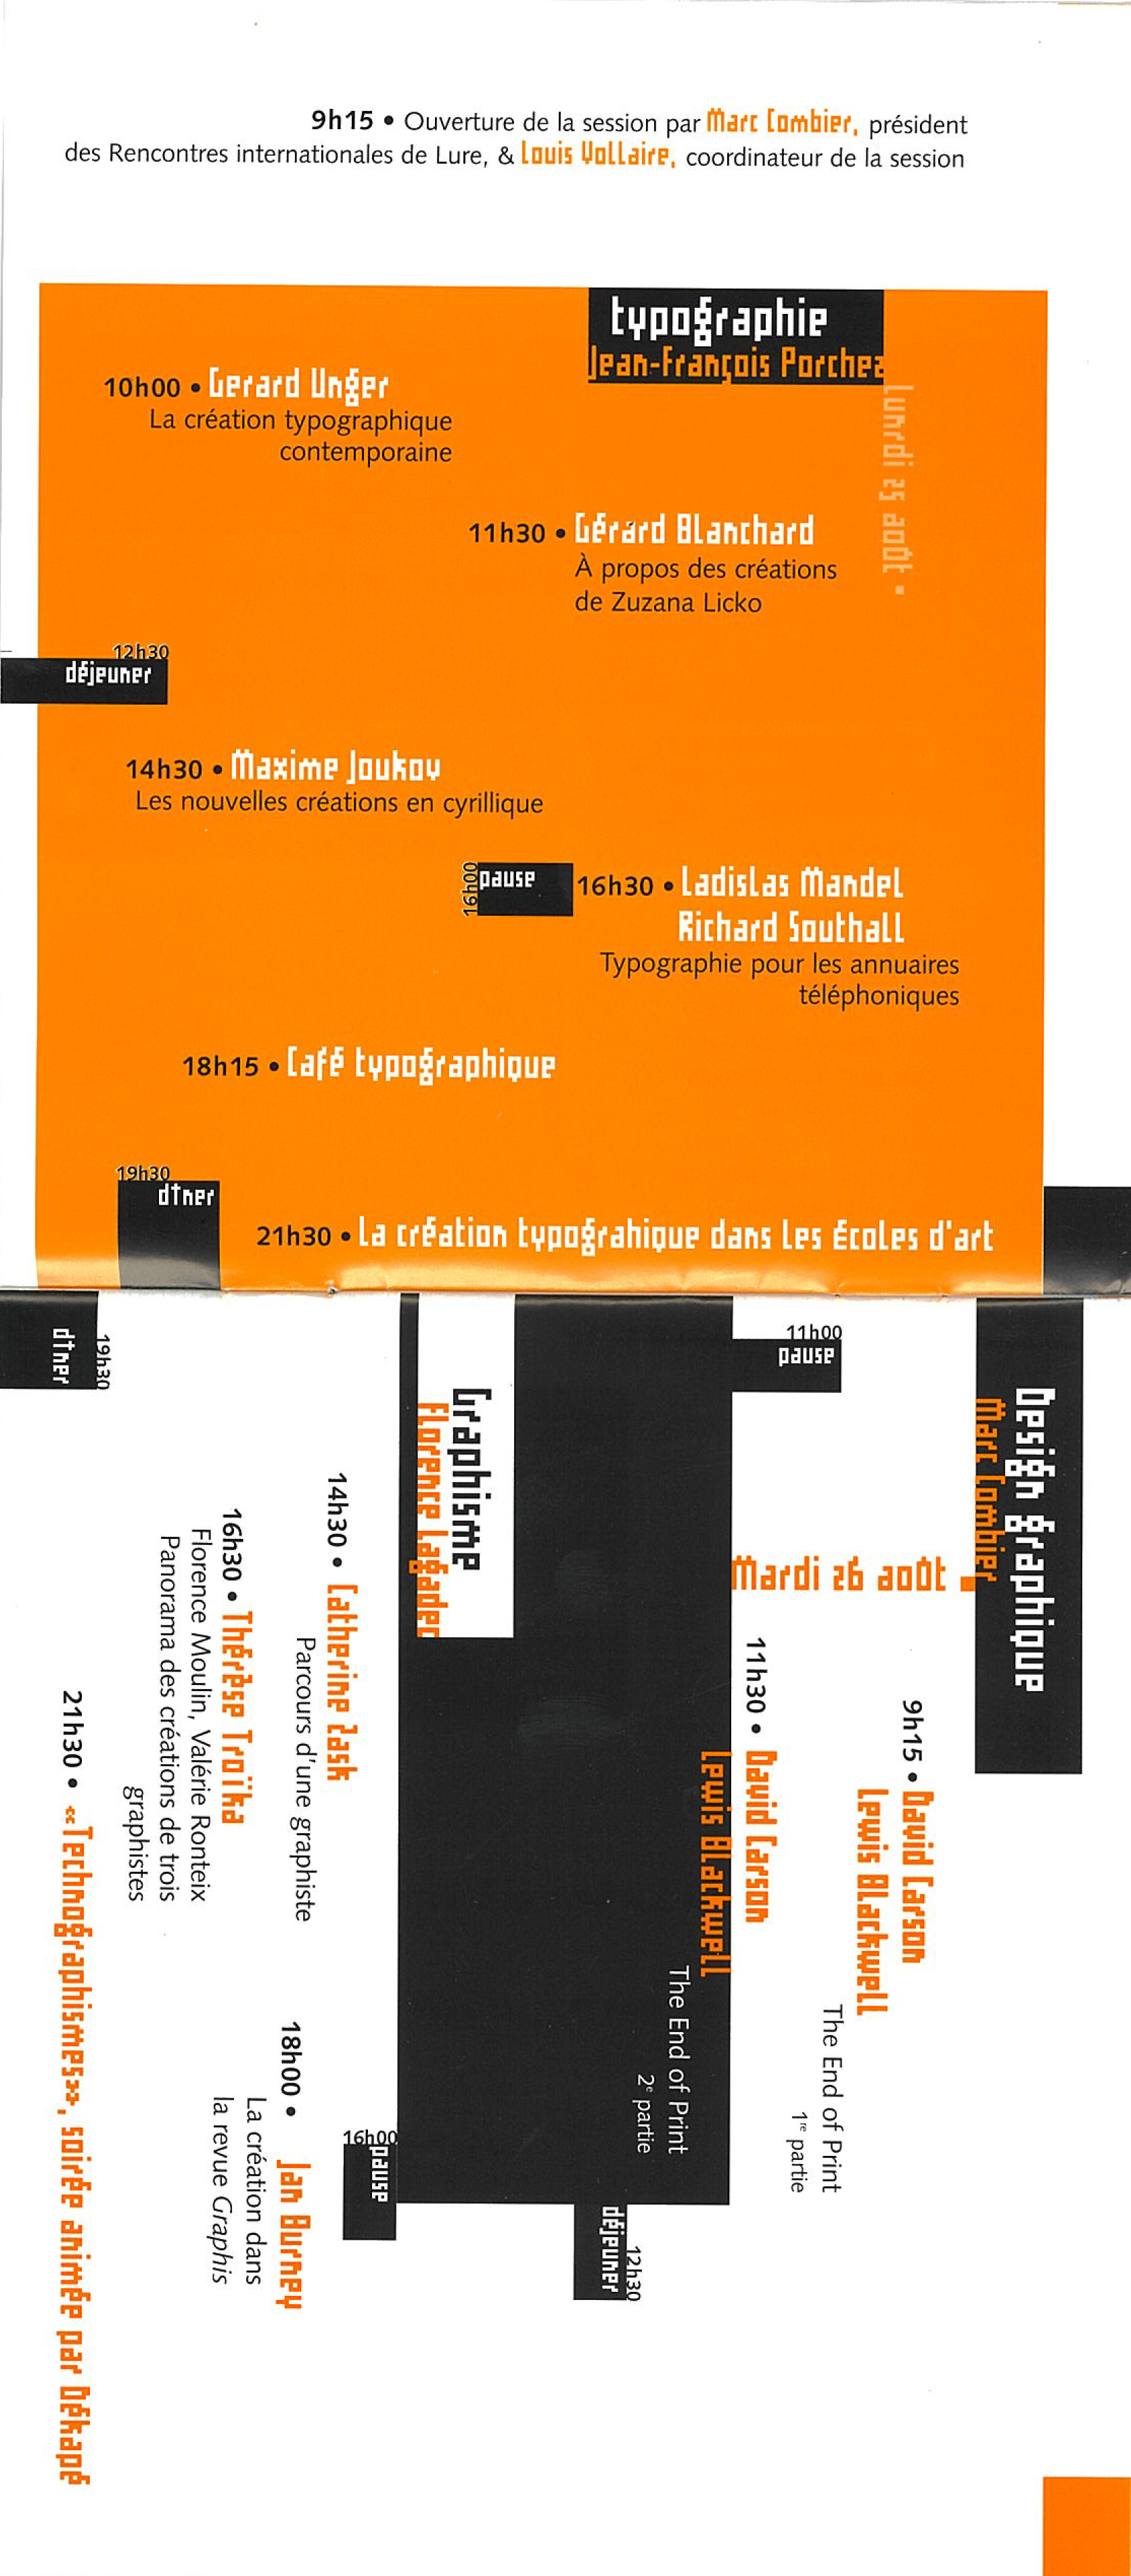 9h15 • Ouverture de la session par Marc Combier, président
des Rencontres internationales de Lure, & Louis Vollaire, coordinateur de la session
typographie
Jean-François Porchez
Lundi 25 août •
10h00 • Gerard Unger
La création typographique
contemporaine
11h30 • Gérard Blanchard
À propos des créations
de Zuzana Licko
12h30
déjeuner
14h30 • Maxime Joukov
Les nouvelles créations en cyrillique
16h00
pause
16h30 • Ladislas Mandel
Richard Southall
Typographie pour les annuaires
téléphoniques
18h15 • Café typographique
19h30
dîner
21h30 • La création typograhique dans les écoles d'art
Design graphique
Marc Combier
Mardi 26 août
9h15 • David Carson
Lewis Blackwell
The End of Print
1re partie
11h00
pause
11h30 • David Carson
Lewis Blackwell
The End of Print
2e partie
12h30
déjeuner
Graphisme
Florence Lagadec
14h30 • Catherine Zask
Parcours d'une graphiste
16h00
pause
16h30 • Thérèse Troïka
Florence Moulin, Valérie Ronteix
Panorama des créations de trois
graphistes
18h00 • Jan Burney
La création dans
la revue Graphis
19h30
dîner
21h30 • «Technographismes», soirée animée par Dékapé